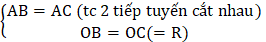 {AB = AC (tc 2 tiếp tuyến cắt nhau)
OB = OC(= R)